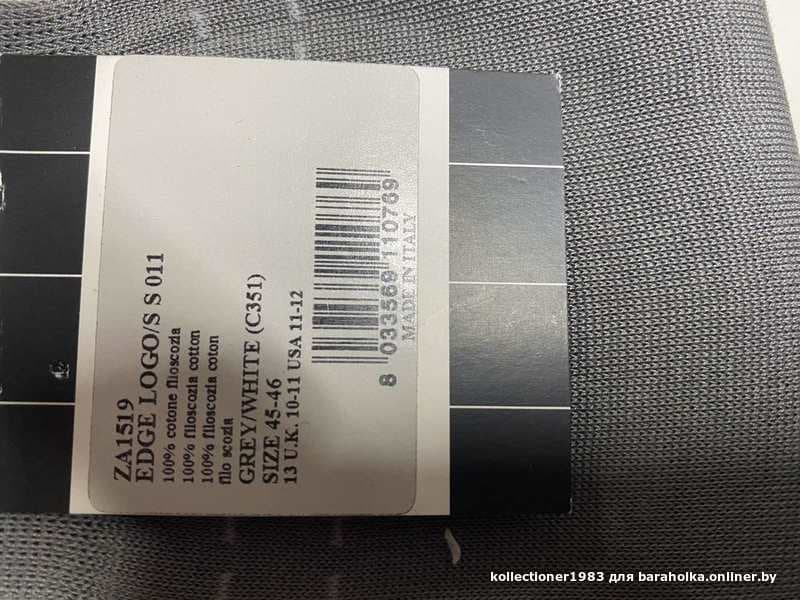 ZA1519
EDGE LOGO/S S 011
100% cotone filoscozia
100% filoscozia cotton
100% filoscozia coton
filo scozia
GREY/WHITE (C351)
SIZE 45-46
13 U.K. 10-11 USA 11-12
8 033569 110769
MADE IN ITALY
kollectioner1983 для baraholka.onliner.by